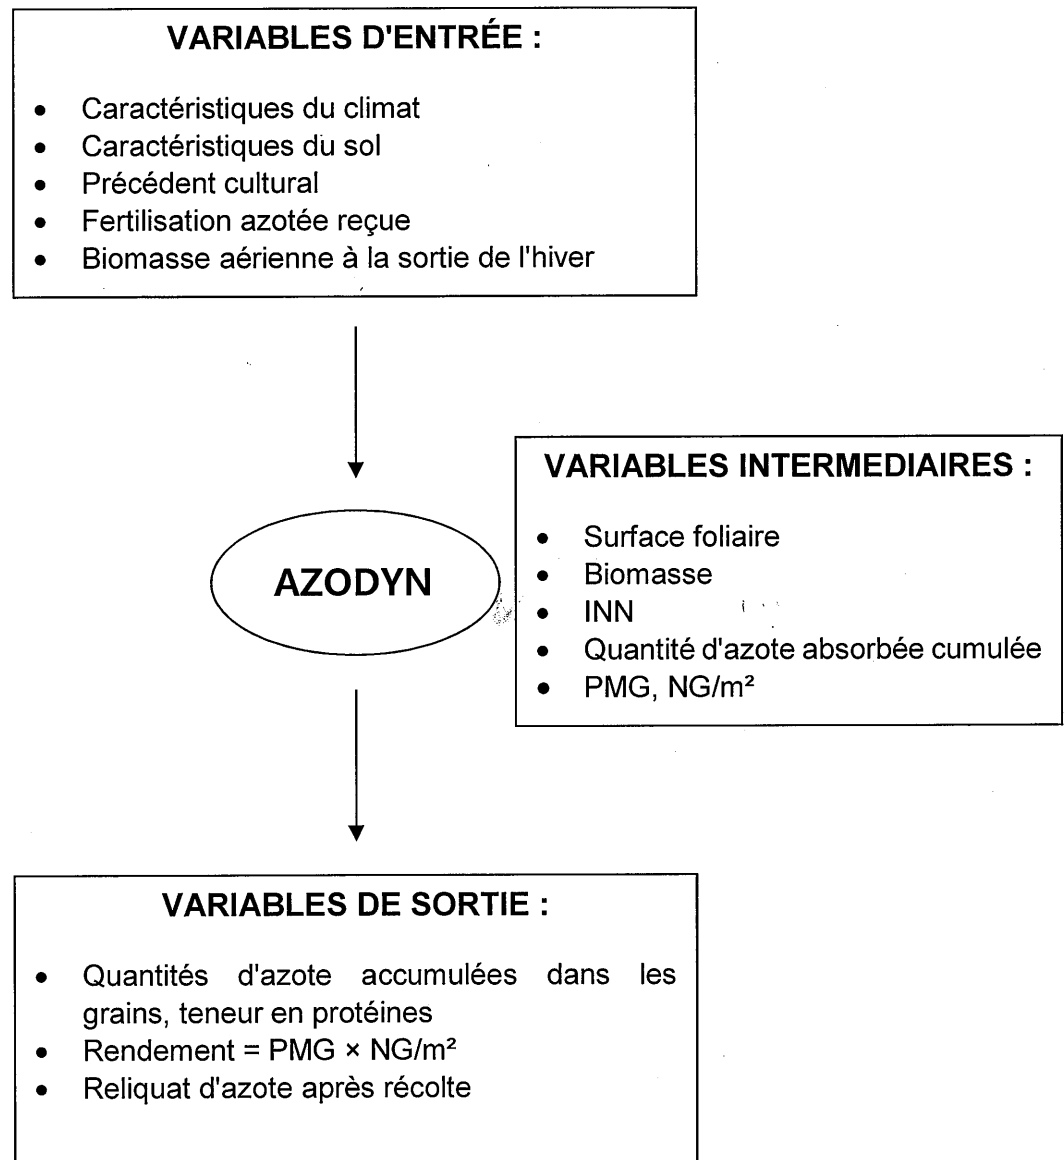 VARIABLES D'ENTRÉE :
• Caractéristiques du climat
• Caractéristiques du sol
• Précédent cultural
• Fertilisation azotée reçue
• Biomasse aérienne à la sortie de l'hiver
AZODYN
VARIABLES INTERMEDIAIRES :
• Surface foliaire
• Biomasse
• INN
• Quantité d'azote absorbée cumulée
• PMG, NG/m²
VARIABLES DE SORTIE :
• Quantités d'azote accumulées dans les
grains, teneur en protéines
• Rendement = PMG × NG/m²
• Reliquat d'azote après récolte